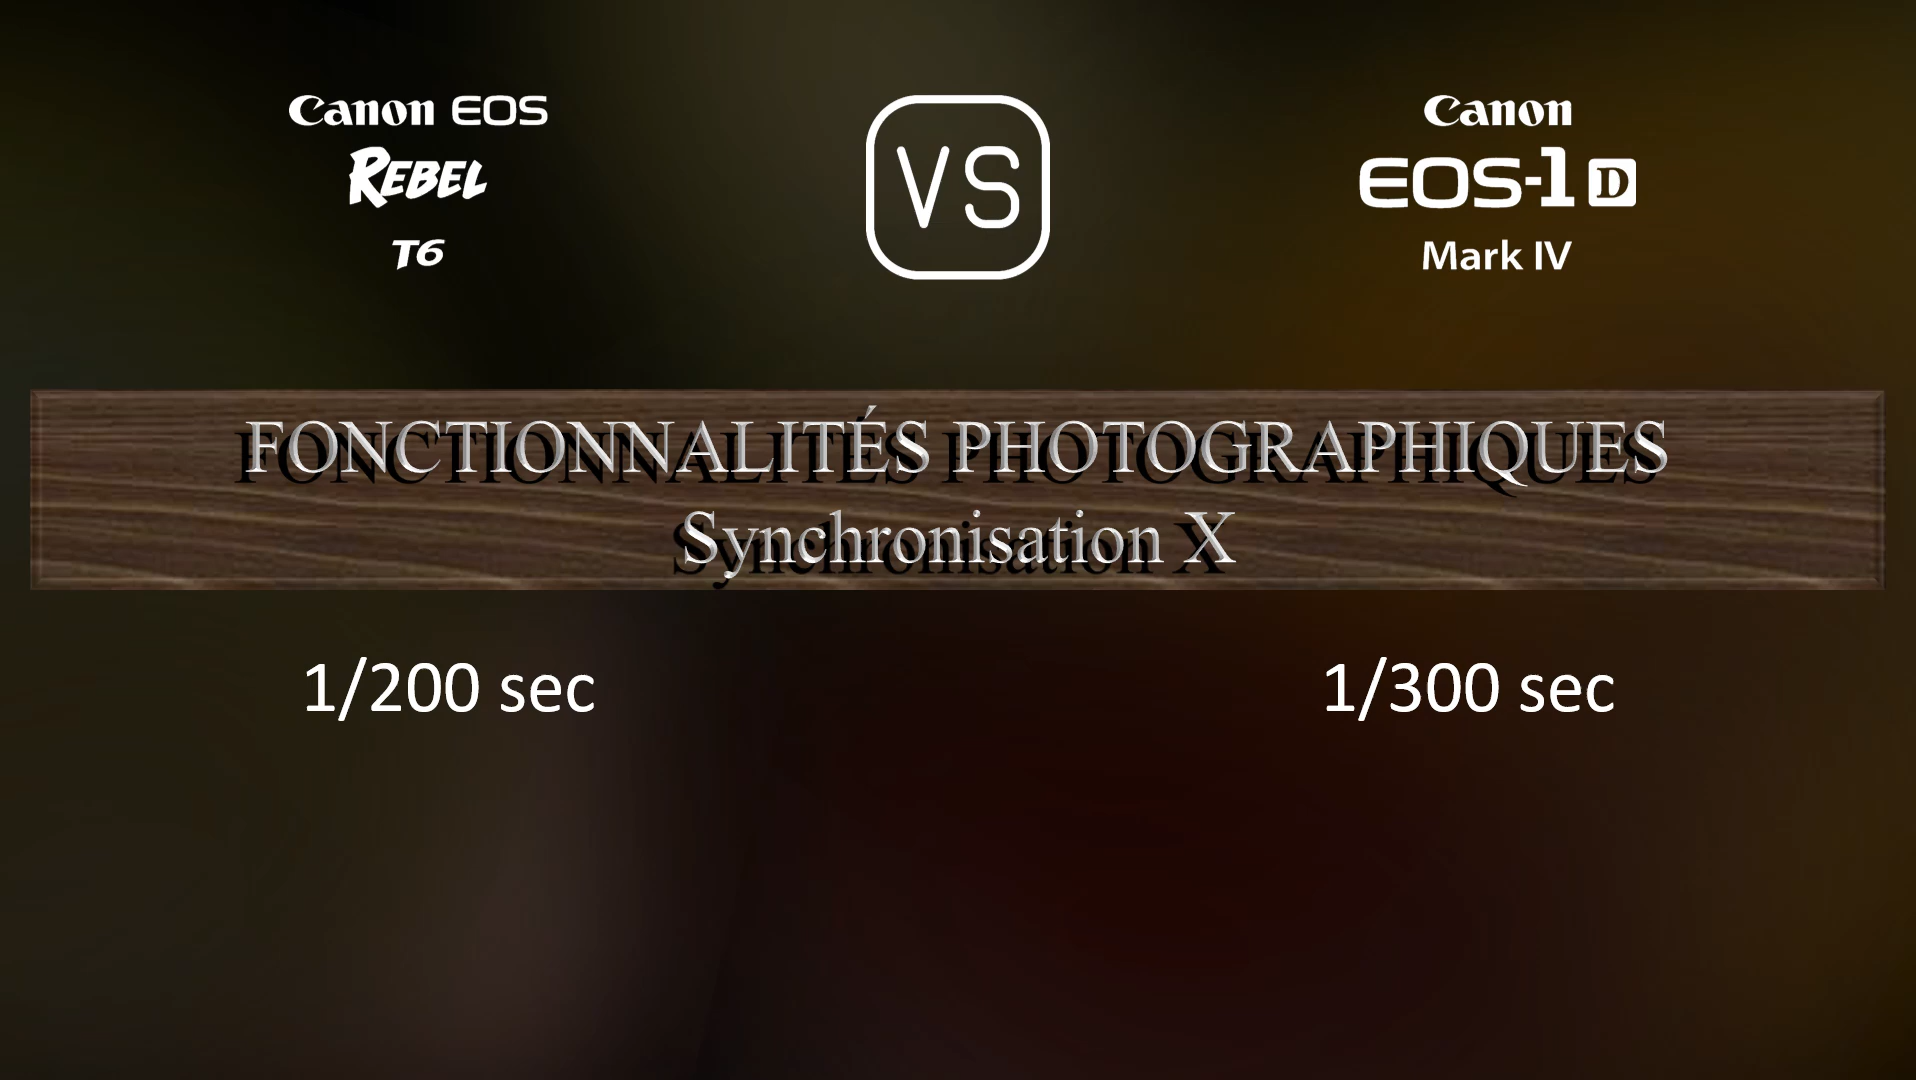 Canon EOS
REBEL
T6
VS
Canon
EOS-1D
Mark IV
FONCTIONNALITÉS PHOTOGRAPHIQUES
Synchronisation X
1/200 sec
1/300 sec